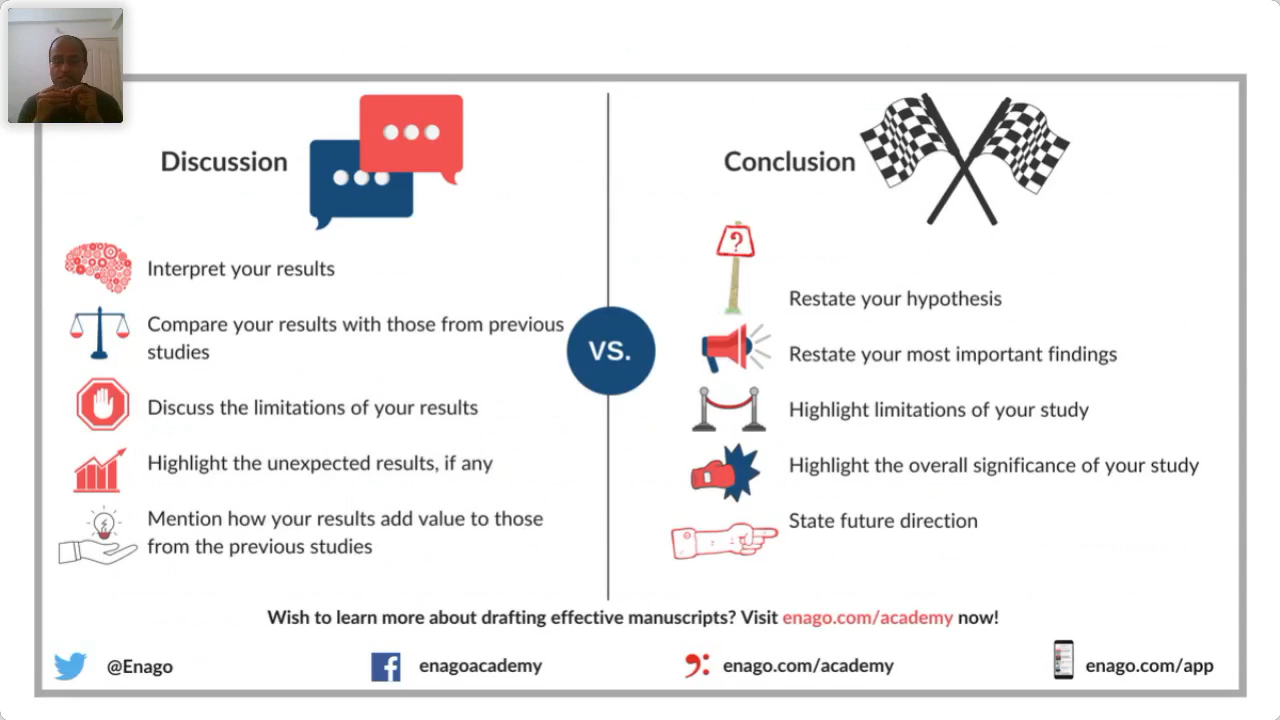 Discussion
Interpret your results
Compare your results with those from previous
studies
Discuss the limitations of your results
Highlight the unexpected results, if any
Mention how your results add value to those
from the previous studies
VS.
Conclusion
?
Restate your hypothesis
Restate your most important findings
Highlight limitations of your study
Highlight the overall significance of your study
State future direction
Wish to learn more about drafting effective manuscripts? Visit enago.com/academy now!
@Enago
enagoacademy
enago.com/academy
enago.com/app